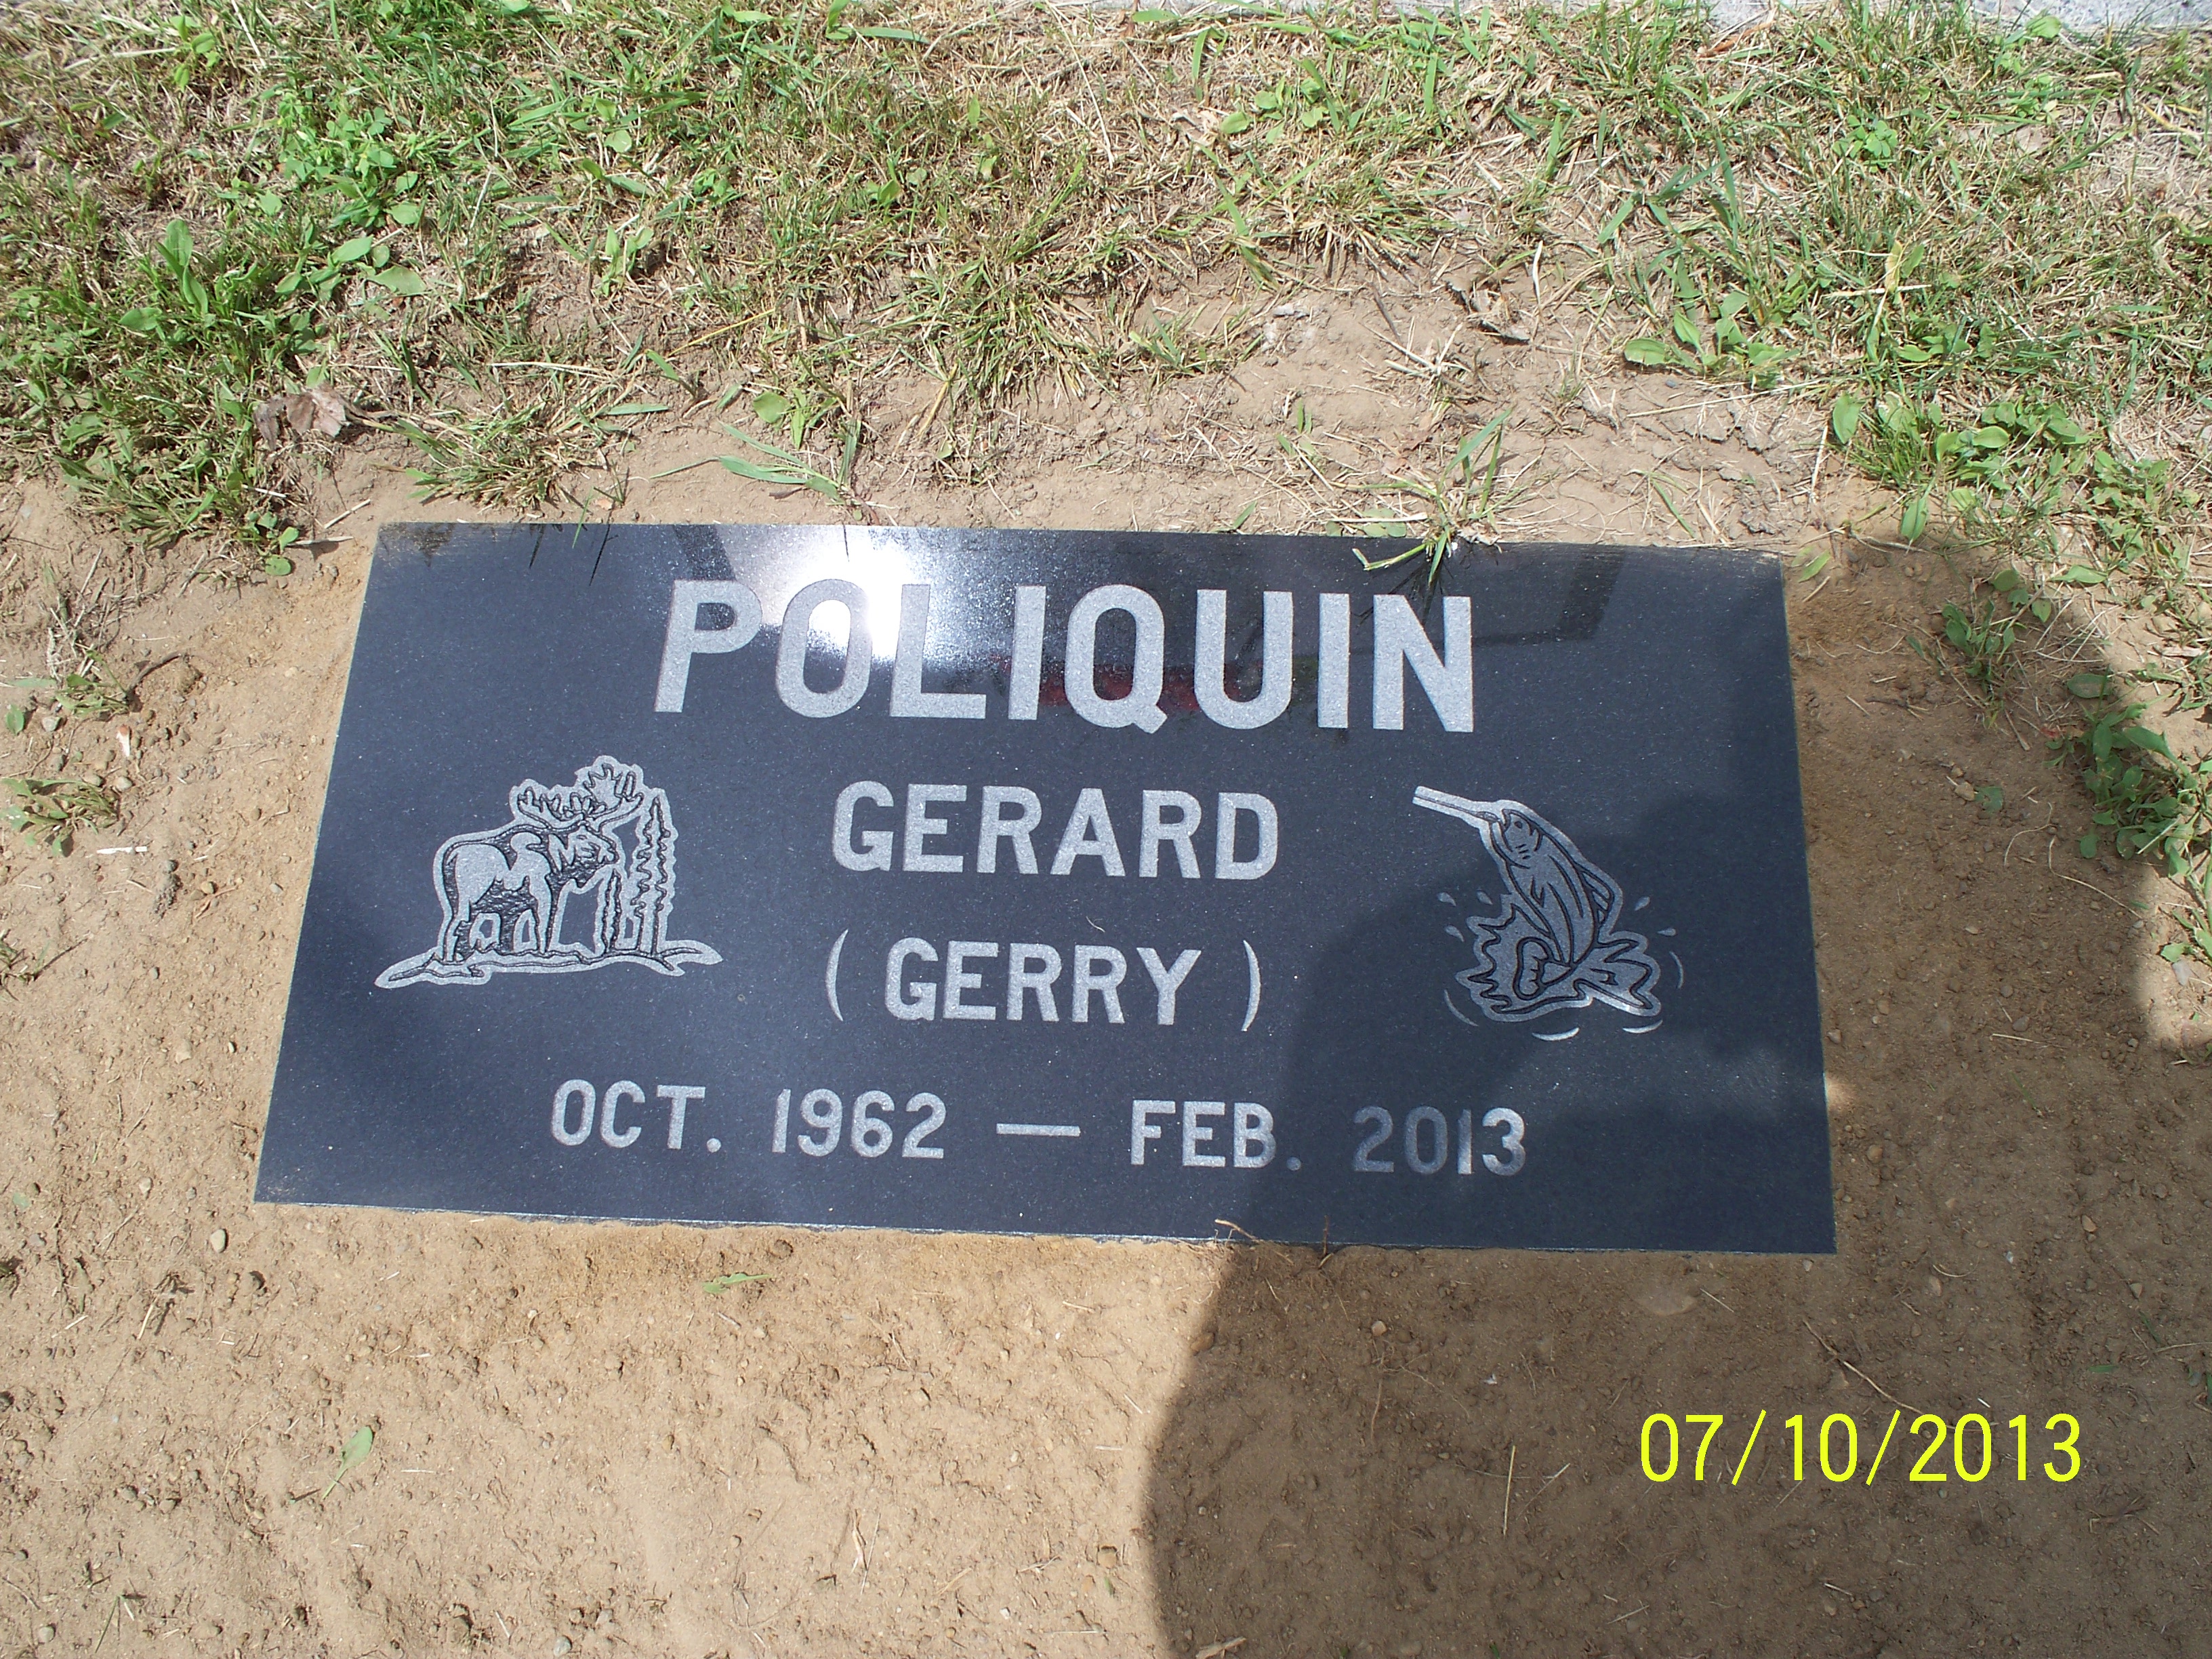 POLIQUIN
GERARD
( GERRY )
OCT. 1962 — FEB. 2013
07/10/2013